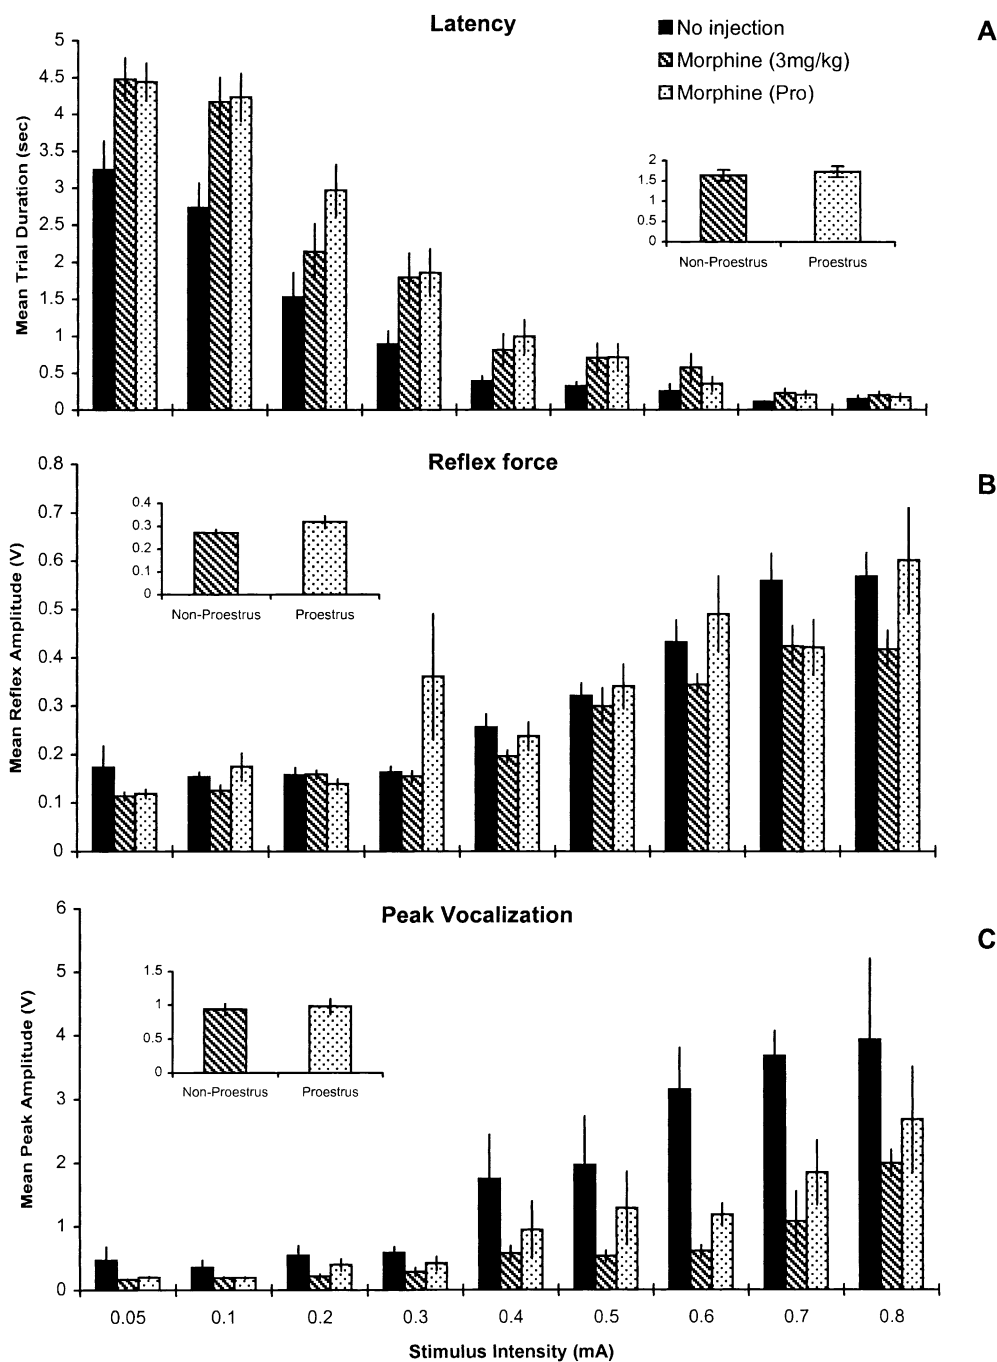 Latency
A
No injection
Morphine (3mg/kg)
Morphine (Pro)
Mean Trial Duration (sec)
5
4.5
4
3.5
3
2.5
2
1.5
1
0.5
0
2
1.5
1
0.5
0
Non-Proestrus Proestrus
Reflex force
B
Mean Reflex Amplitude (V)
0.8
0.7
0.6
0.5
0.4
0.3
0.2
0.1
0
0.4
0.3
0.2
0.1
0
Non-Proestrus Proestrus
Peak Vocalization
C
Mean Peak Amplitude (V)
6
5
4
3
2
1
0
1.5
1
0.5
0
Non-Proestrus Proestrus
0.05 0.1 0.2 0.3 0.4 0.5 0.6 0.7 0.8
Stimulus Intensity (mA)